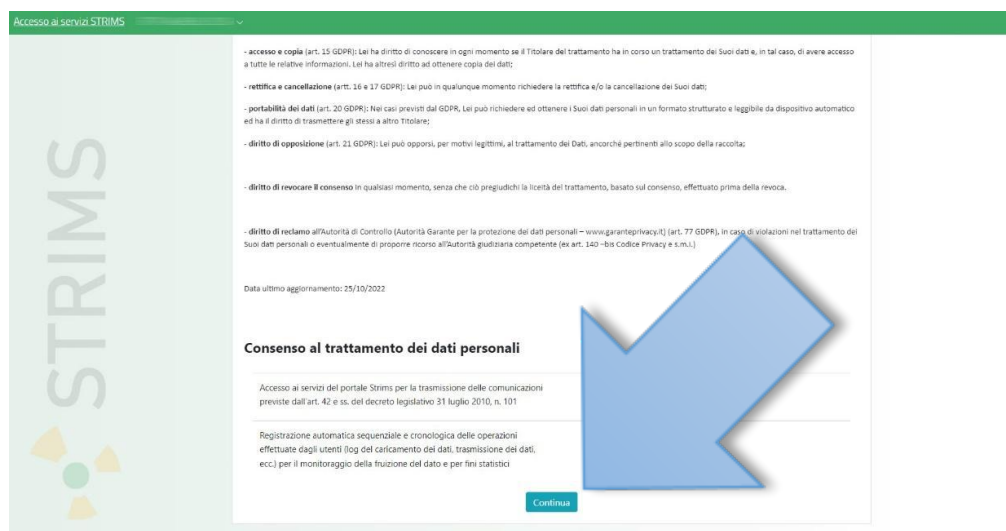 Accesso ai servizi STRIMS
- accesso e copia (art. 15 GDPR): Lei ha diritto di conoscere in ogni momento se il Titolare del trattamento ha in corso un trattamento dei Suoi dati e, in tal caso, di avere accesso
a tutte le relative informazioni. Lei ha altresì diritto ad ottenere copia dei dati;
- rettifica e cancellazione (artt. 16 e 17 GDPR): Lei può in qualunque momento richiedere la rettifica e/o la cancellazione dei Suoi dati;
- portabilità dei dati (art. 20 GDPR): Nei casi previsti dal GDPR, Lei può richiedere ed ottenere i Suoi dati personali in un formato strutturato e leggibile da dispositivo automatico
ed ha il diritto di trasmettere gli stessi a altro Titolare;
- diritto di opposizione (art. 21 GDPR): Lei può opporsi, per motivi legittimi, al trattamento dei Dati, ancorché pertinenti allo scopo della raccolta;
- diritto di revocare il consenso in qualsiasi momento, senza che ciò pregiudichi la liceità del trattamento, basato sul consenso, effettuato prima della revoca.
- diritto di reclamo all'Autorità di Controllo (Autorità Garante per la protezione dei dati personali – www.garanteprivacy.it) (art. 77 GDPR), in caso di violazioni nel trattamento dei
Suoi dati personali o eventualmente di proporre ricorso all'Autorità giudiziaria competente (ex art. 140 –bis Codice Privacy e s.m.i.)
Data ultimo aggiornamento: 25/10/2022
Consenso al trattamento dei dati personali
Accesso ai servizi del portale Strims per la trasmissione delle comunicazioni
previste dall'art. 42 e ss. del decreto legislativo 31 luglio 2010, n. 101
Registrazione automatica sequenziale e cronologica delle operazioni
effettuate dagli utenti (log del caricamento dei dati, trasmissione dei dati,
ecc.) per il monitoraggio della fruizione del dato e per fini statistici
Continua
STRIMS